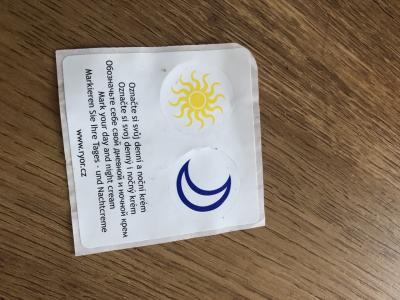 Označte si svůj denní a noční krém
Označte si svoj denný i nočný krém
Обозначьте себе свой дневной и ночной крем
Mark your day and night cream
Markieren Sie Ihre Tages - und Nachtcreme
www.ryor.cz